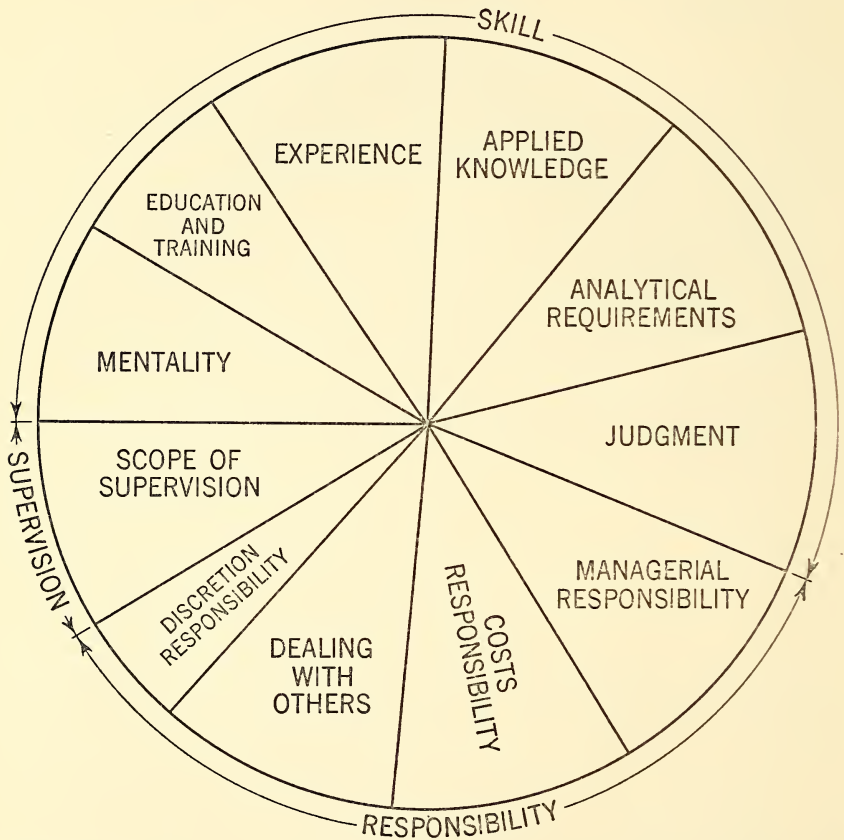 SKILL
EXPERIENCE
APPLIED
KNOWLEDGE
EDUCATION
AND
TRAINING
ANALYTICAL
REQUIREMENTS
MENTALITY
JUDGMENT
SCOPE OF
SUPERVISION
SUPERVISION
DISCRETION
RESPONSIBILITY
DEALING
WITH
OTHERS
COSTS
RESPONSIBILITY
MANAGERIAL
RESPONSIBILITY
RESPONSIBILITY